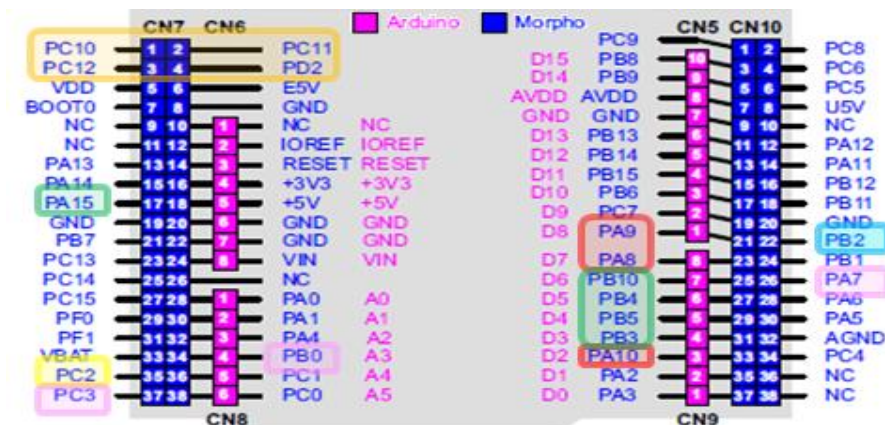 CN7 CN6 Arduino Morpho CN5 CN10
PC10 1 2 PC11 PC9 1 2 PC8
PC12 3 4 PD2 D15 PB8 10 3 4 PC6
VDD 5 6 E5V D14 PB9 9 5 6 PC5
BOOT0 7 8 GND AVDD AVDD 8 7 8 U5V
NC 9 10 1 NC NC GND GND 7 9 10 NC
NC 11 12 2 IOREF IOREF D13 PB13 6 11 12 PA12
PA13 13 14 3 RESET RESET D12 PB14 5 13 14 PA11
PA14 15 16 4 +3V3 +3V3 D11 PB15 4 15 16 PB12
PA15 17 18 5 +5V +5V D10 PB6 3 17 18 PB11
GND 19 20 6 GND GND D9 PC7 2 19 20 GND
PB7 21 22 7 GND GND D8 PA9 1 21 22 PB2
PC13 23 24 8 VIN VIN D7 PA8 8 23 24 PB1
PC14 25 26 NC D6 PB10 7 25 26 PA7
PC15 27 28 1 PA0 A0 D5 PB4 6 27 28 PA6
PF0 29 30 2 PA1 A1 D4 PB5 5 29 30 PA5
PF1 31 32 3 PA4 A2 D3 PB3 4 31 32 AGND
VBAT 33 34 4 PB0 A3 D2 PA10 3 33 34 PC4
PC2 35 36 5 PC1 A4 D1 PA2 2 35 36 NC
PC3 37 38 6 PC0 A5 D0 PA3 1 37 38 NC
CN8 CN9